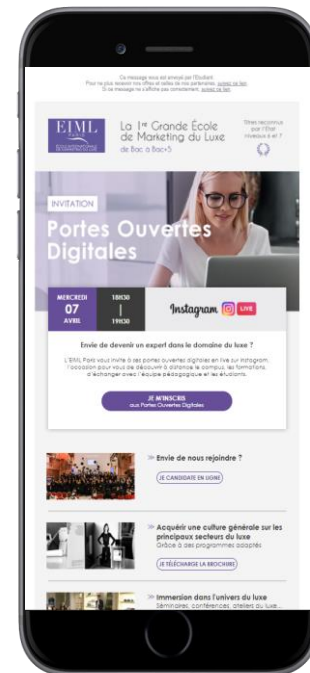 Ce message vous est envoyé par l'Etudiant
Pour ne plus recevoir nos offres et celles de nos partenaires, suivez ce lien
Si ce message ne s'affiche pas correctement, suivez ce lien
EIML
PARIS
La 1re Grande École
de Marketing du Luxe
de Bac à Bac+5
Titres reconnus
par l'État
niveaux 6 et 7
INVITATION
Portes Ouvertes
Digitales
MERCREDI
07
AVRIL
18H30
|
19H30
Instagram LIVE
Envie de devenir un expert dans le domaine du luxe ?
L'EIML Paris vous invite à ses portes ouvertes digitales en live sur Instagram,
l'occasion pour vous de découvrir à distance le campus, les formations,
d'échanger avec l'équipe pédagogique et les étudiants.
JE M'INSCRIS
aux Portes Ouvertes Digitales
Envie de nous rejoindre ?
JE CANDIDATE EN LIGNE
Acquérir une culture générale sur les
principaux secteurs du luxe
Grâce à des programmes adaptés
JE TÉLÉCHARGE LA BROCHURE
Immersion dans l'univers du luxe
Séminaires, conférences, ateliers du luxe...